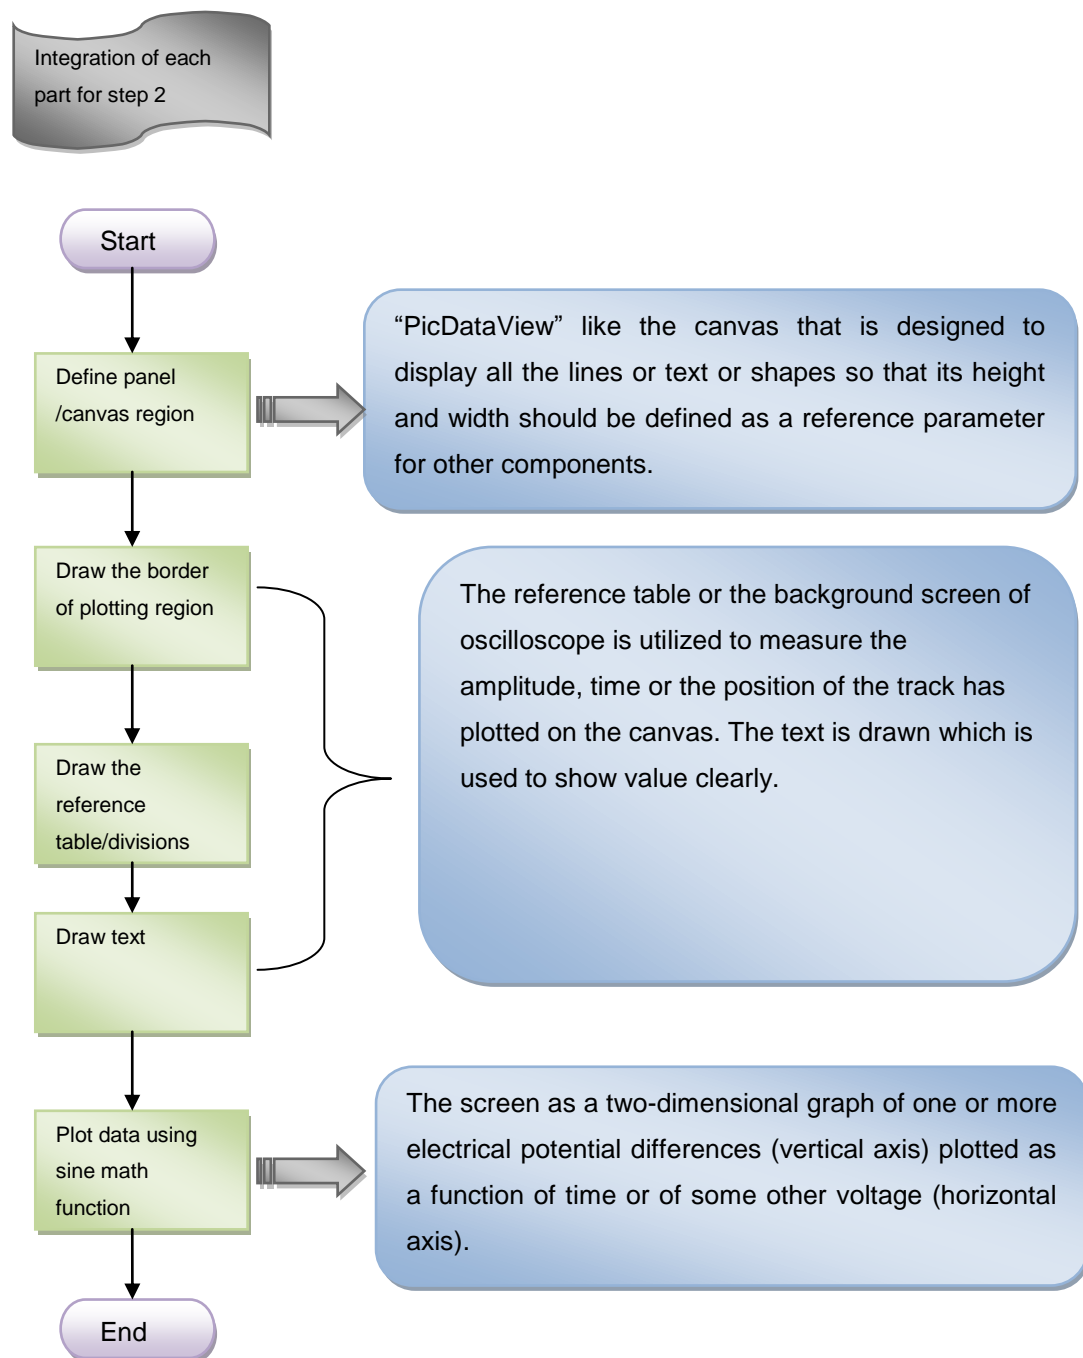 Integration of each
part for step 2
Start
Define panel
/canvas region
“PicDataView” like the canvas that is designed to
display all the lines or text or shapes so that its height
and width should be defined as a reference parameter
for other components.
Draw the border
of plotting region
Draw the
reference
table/divisions
Draw text
The reference table or the background screen of
oscilloscope is utilized to measure the
amplitude, time or the position of the track has
plotted on the canvas. The text is drawn which is
used to show value clearly.
Plot data using
sine math
function
The screen as a two-dimensional graph of one or more
electrical potential differences (vertical axis) plotted as
a function of time or of some other voltage (horizontal
axis).
End